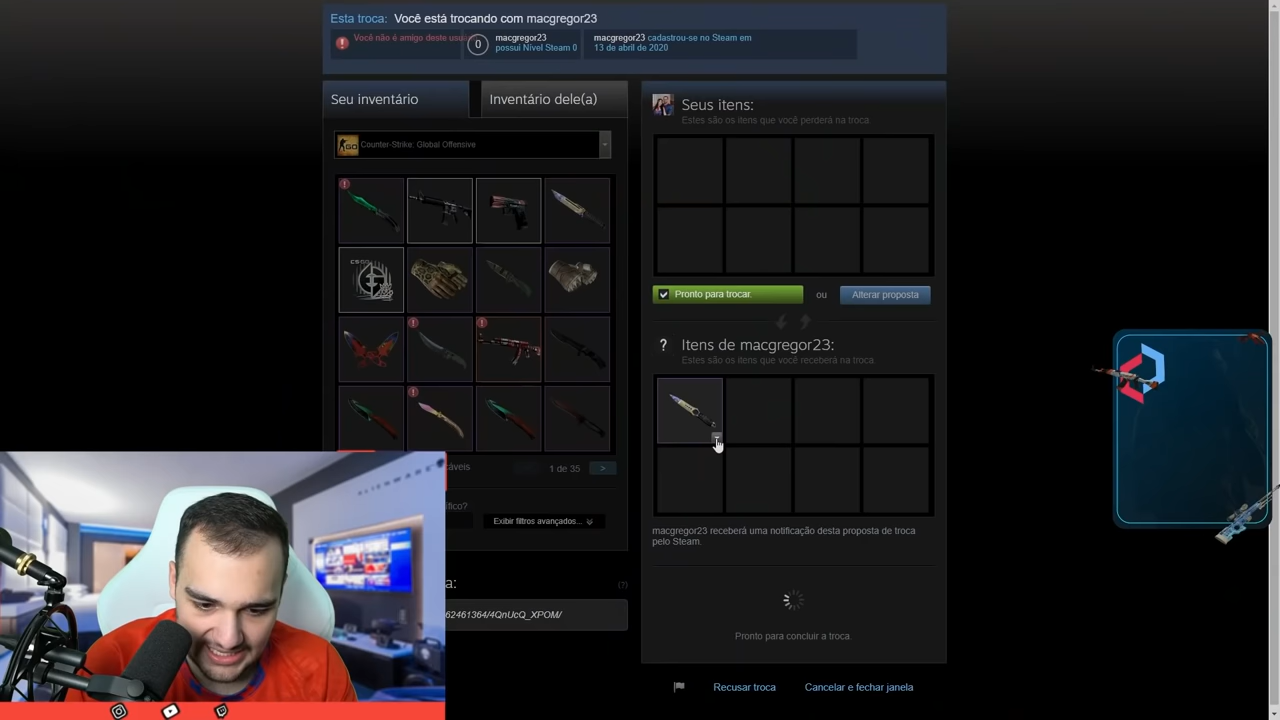 Esta troca: Você está trocando com macgregor23
Você não é amigo deste
0
macgregor23
possui Nível Steam 0
macgregor23 cadastrou-se no Steam em
13 de abril de 2020
Seu inventário
Inventário dele(a)
Counter-Strike: Global Offensive
1 de 35
>
Exibir filtros avançados...
(?)
62461364/4QnUcQ_XPOM/
Seus itens:
Estes são os itens que você perderá na troca.
Pronto para trocar.
ou
Alterar proposta
? Itens de macgregor23:
Estes são os itens que você receberá na troca.
macgregor23 receberá uma notificação desta proposta de troca
pelo Steam.
Pronto para concluir a troca.
Recusar troca
Cancelar e fechar janela